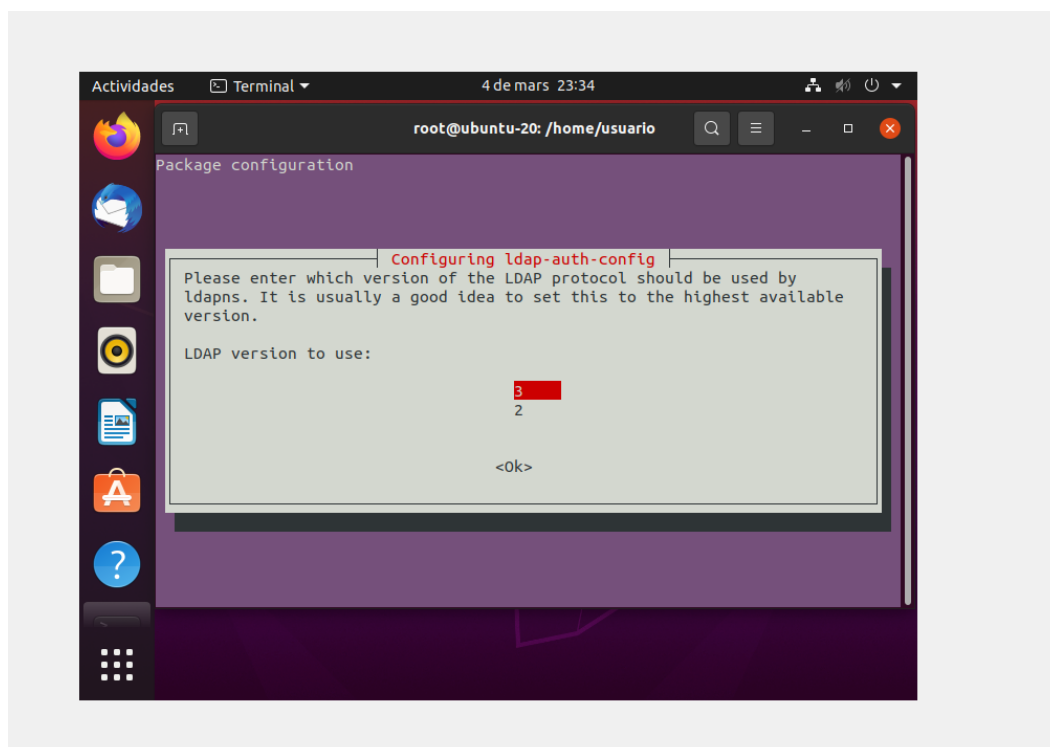 Actividades Terminal 4 de mars 23:34
root@ubuntu-20: /home/usuario
Package configuration
Configuring ldap-auth-config
Please enter which version of the LDAP protocol should be used by
ldapns. It is usually a good idea to set this to the highest available
version.
LDAP version to use:
3
2
<Ok>